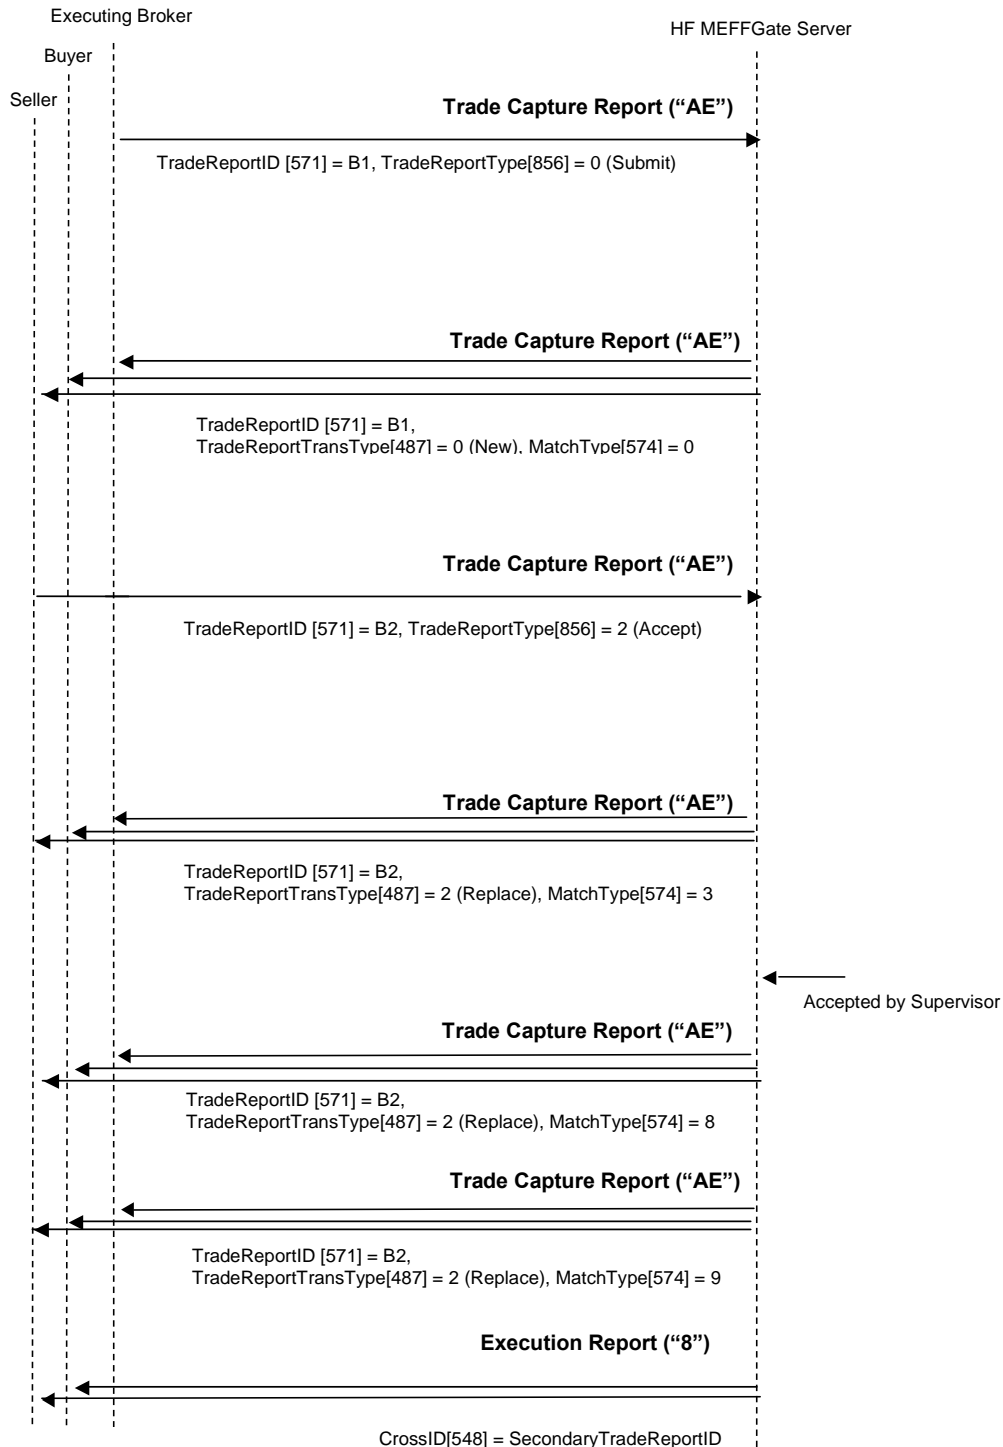 Executing Broker
HF MEFFGate Server
Buyer
Seller
Trade Capture Report (“AE”)
TradeReportID [571] = B1, TradeReportType[856] = 0 (Submit)
Trade Capture Report (“AE”)
TradeReportID [571] = B1,
TradeReportTransType[487] = 0 (New), MatchType[574] = 0
Trade Capture Report (“AE”)
TradeReportID [571] = B2, TradeReportType[856] = 2 (Accept)
Trade Capture Report (“AE”)
TradeReportID [571] = B2,
TradeReportTransType[487] = 2 (Replace), MatchType[574] = 3
Accepted by Supervisor
Trade Capture Report (“AE”)
TradeReportID [571] = B2,
TradeReportTransType[487] = 2 (Replace), MatchType[574] = 8
Trade Capture Report (“AE”)
TradeReportID [571] = B2,
TradeReportTransType[487] = 2 (Replace), MatchType[574] = 9
Execution Report (“8”)
CrossID[548] = SecondaryTradeReportID